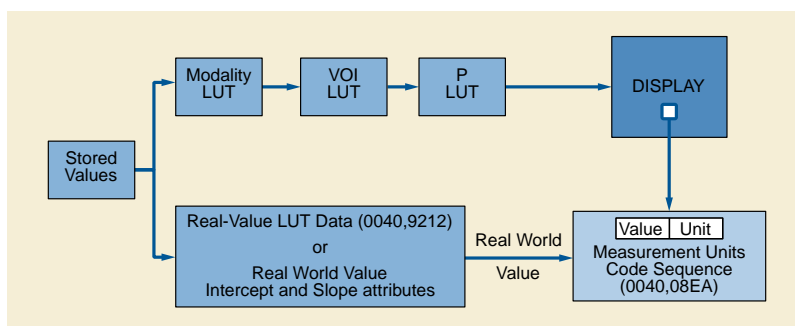 Modality
LUT
VOI
LUT
P
LUT
DISPLAY
Stored
Values
Real-Value LUT Data (0040,9212)
or
Real World Value
Intercept and Slope attributes
Real World
Value
Value Unit
Measurement Units
Code Sequence
(0040,08EA)